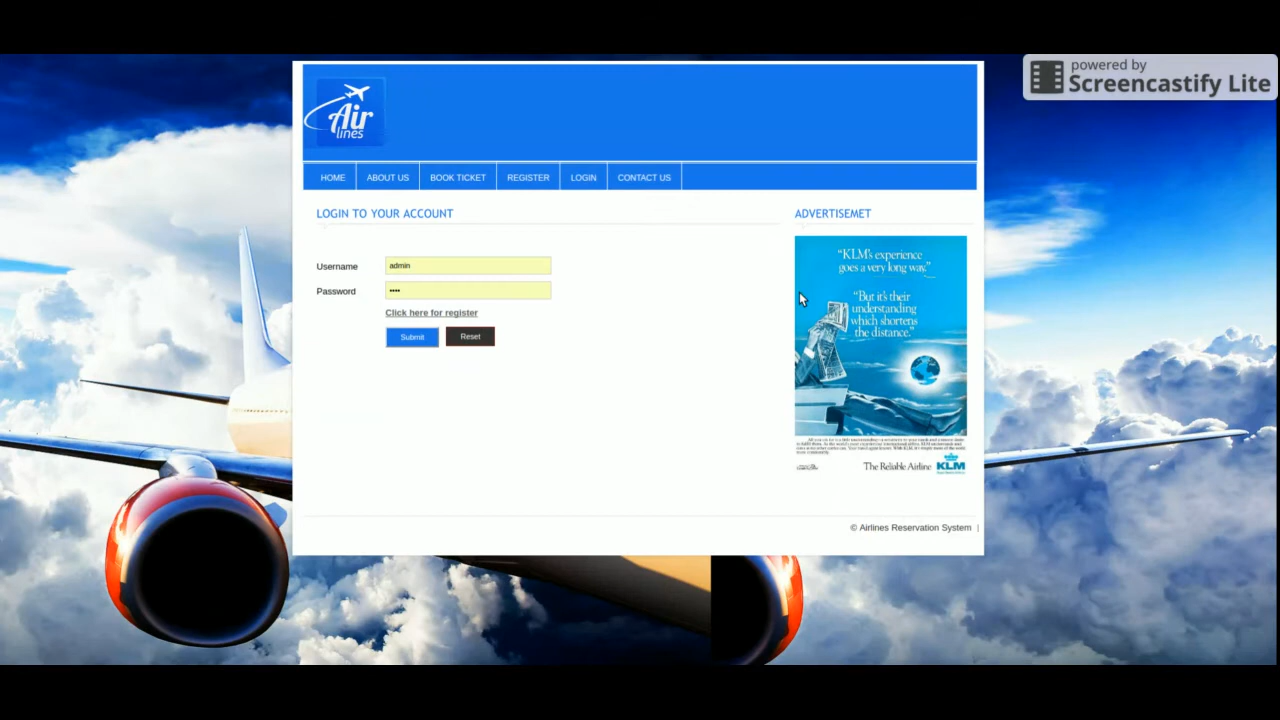 powered by
Screencastify Lite
Air
lines
HOME
ABOUT US
BOOK TICKET
REGISTER
LOGIN
CONTACT US
LOGIN TO YOUR ACCOUNT
Username
admin
Password
••••
Click here for register
Submit
Reset
ADVERTISEMET
“KLM's experience
goes a very long way.”
“But it's their
understanding
which shortens
the distance.”
The Reliable Airline KLM
© Airlines Reservation System |